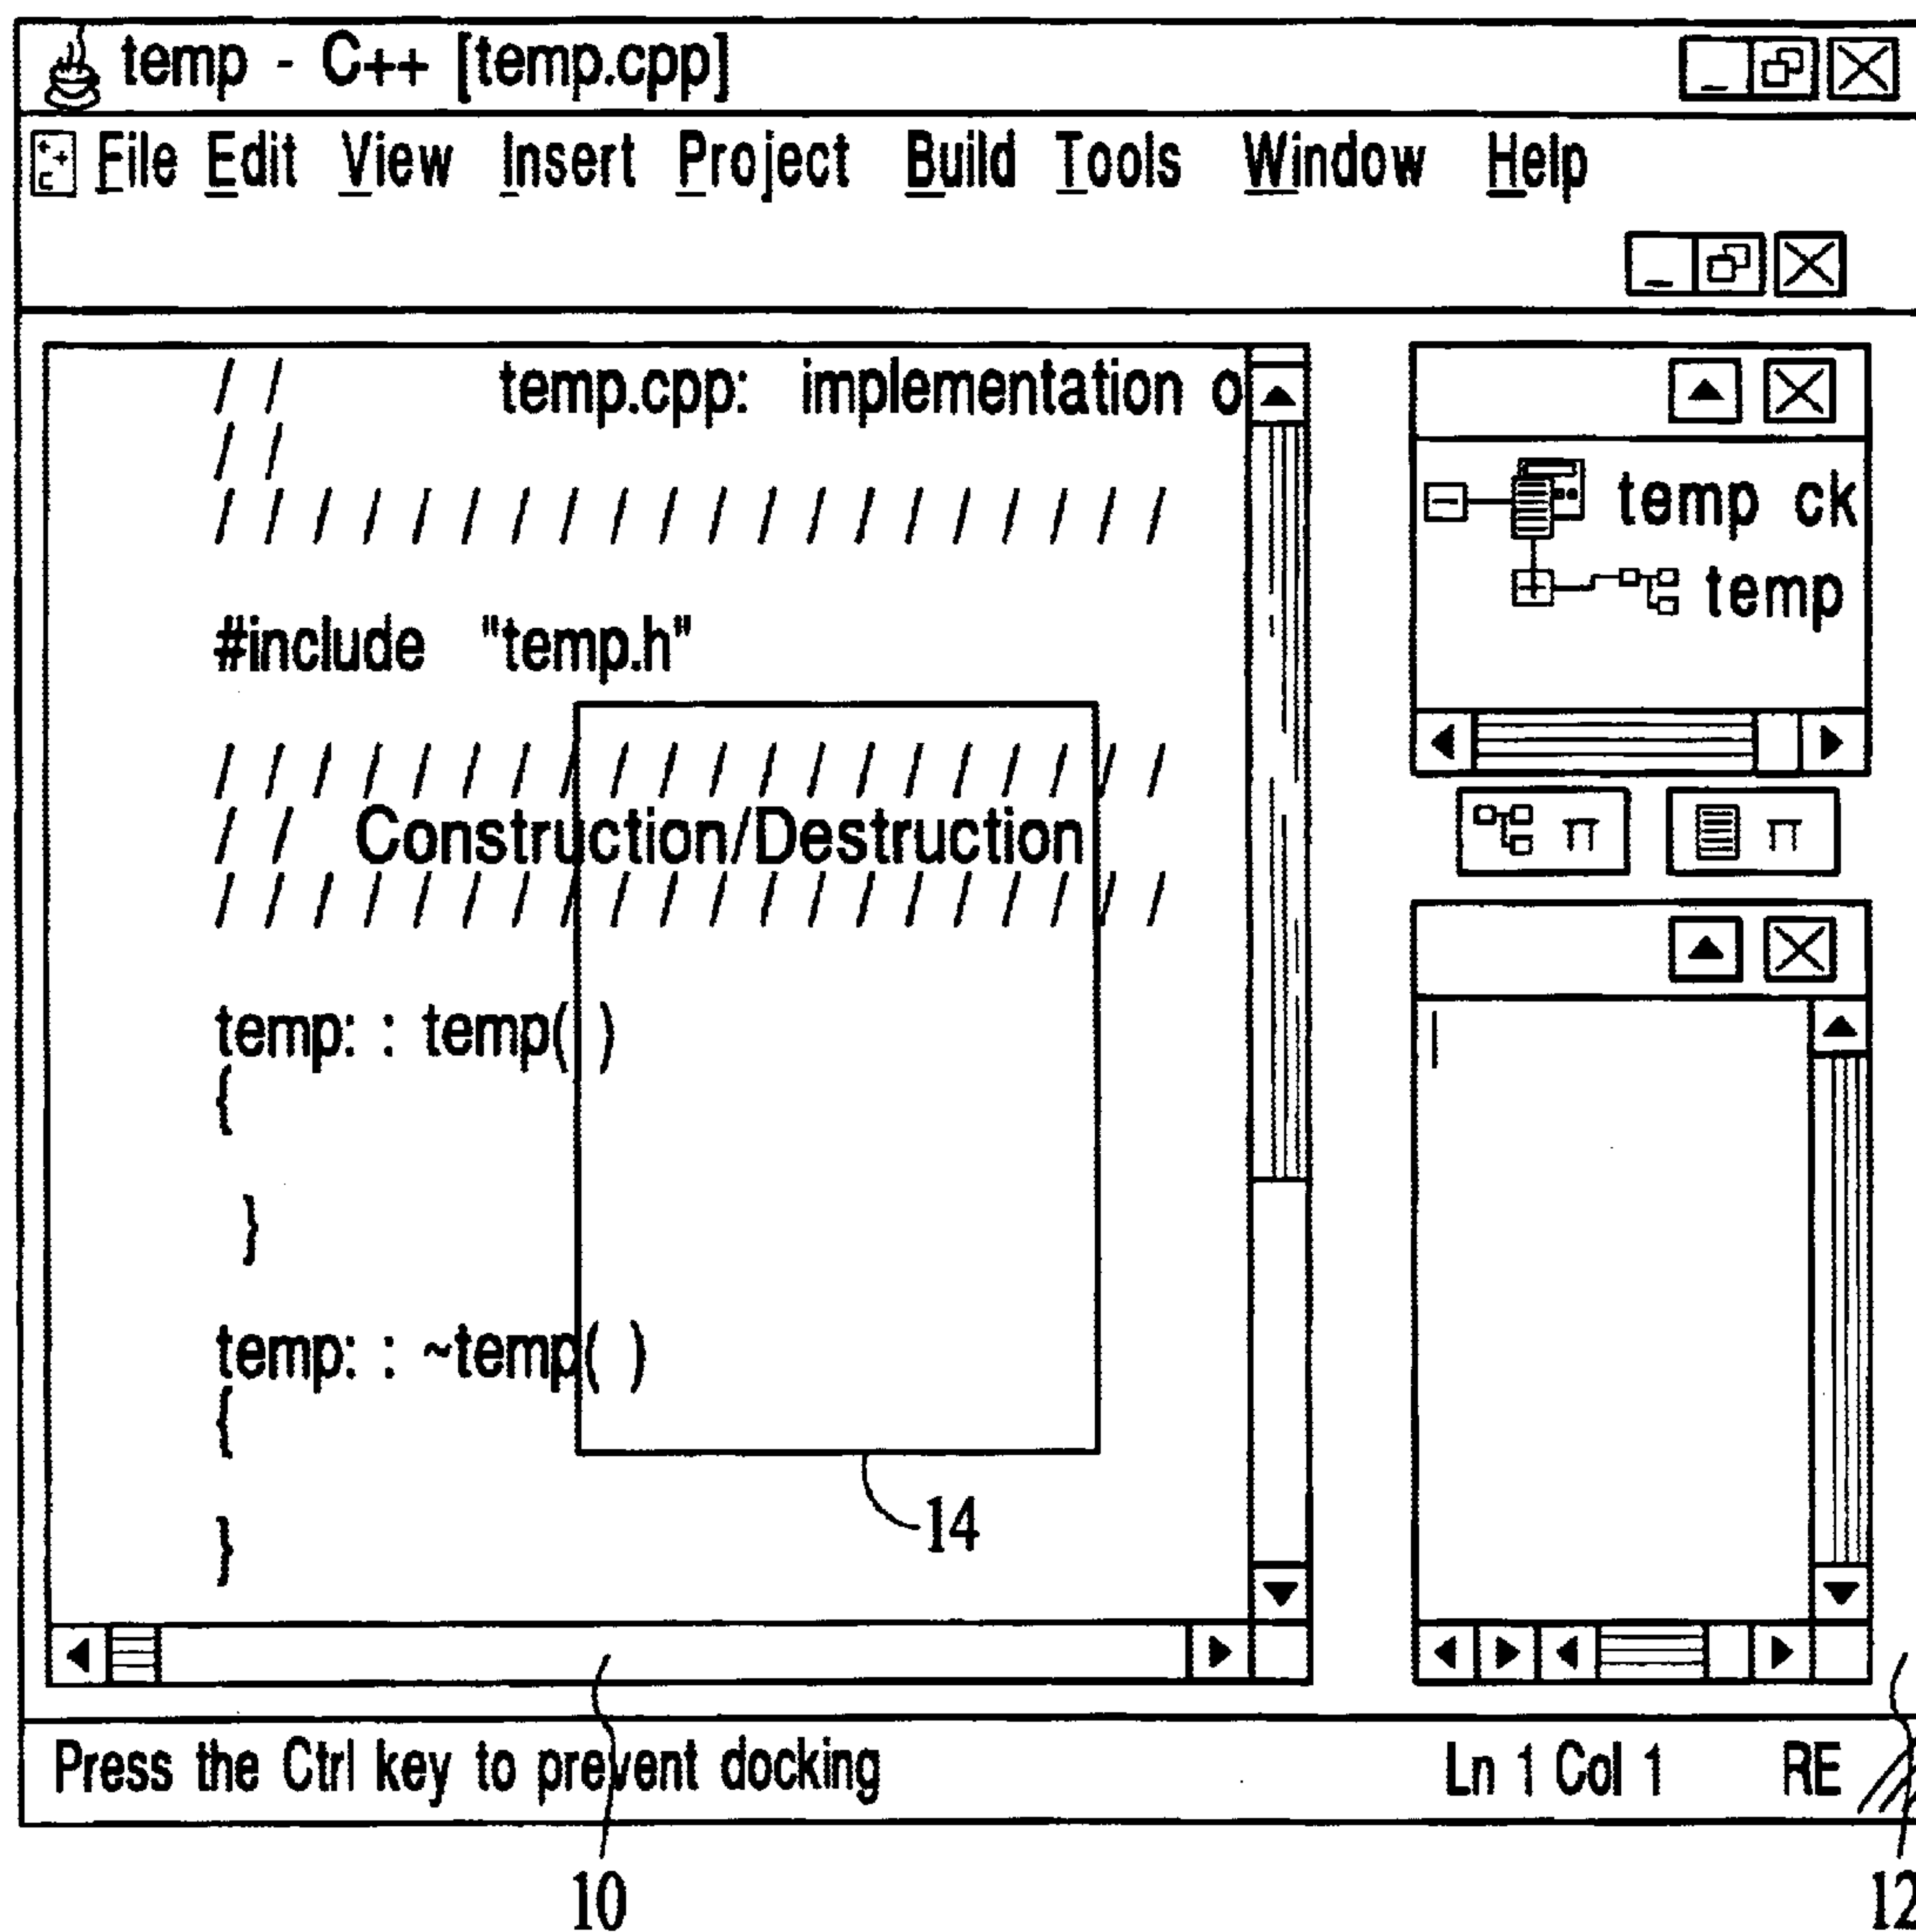 temp - C++ [temp.cpp]
File Edit View Insert Project Build Tools Window Help
// temp.cpp: implementation o
//
////////////////////
#include "temp.h"
////////////////////
// Construction/Destruction
////////////////////
temp: : temp( )
{
}
temp: : ~temp( )
{
}
temp ck
temp
14
Press the Ctrl key to prevent docking Ln 1 Col 1 RE
10 12